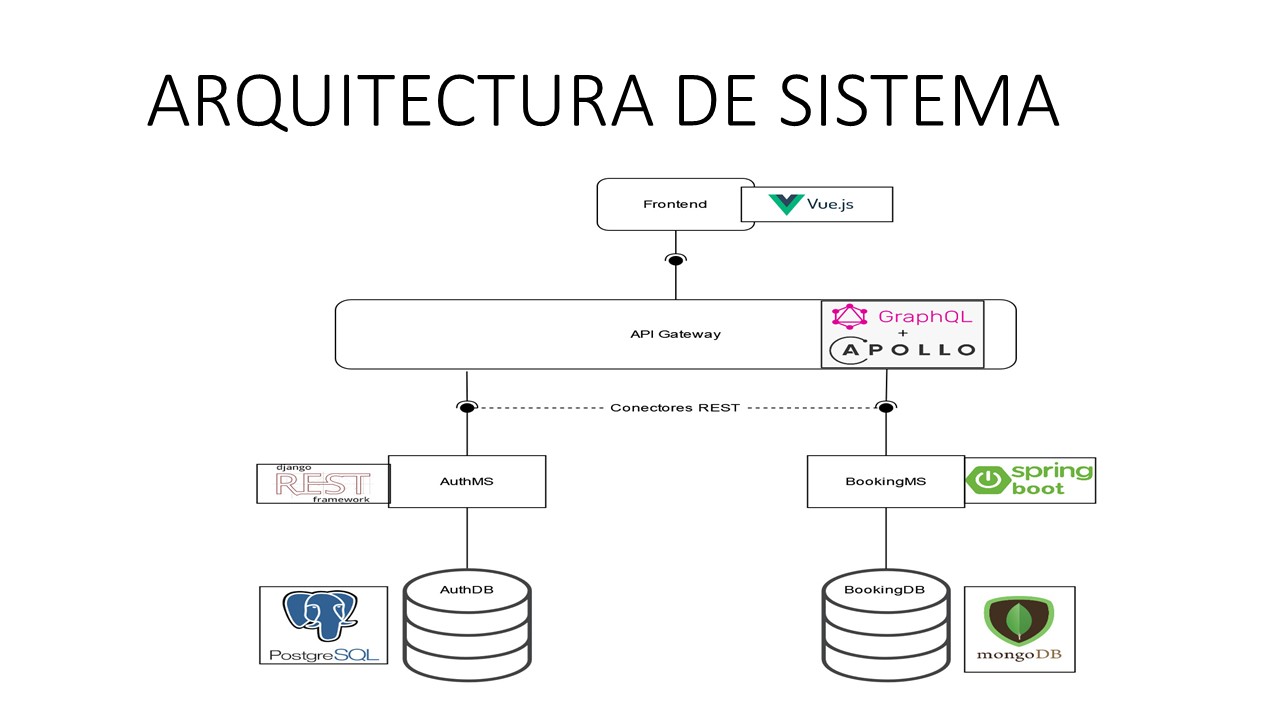 ARQUITECTURA DE SISTEMA
Frontend
Vue.js
API Gateway
GraphQL
+
APOLLO
Conectores REST
django
REST
framework
AuthMS
BookingMS
spring
boot
AuthDB
BookingDB
PostgreSQL
mongoDB